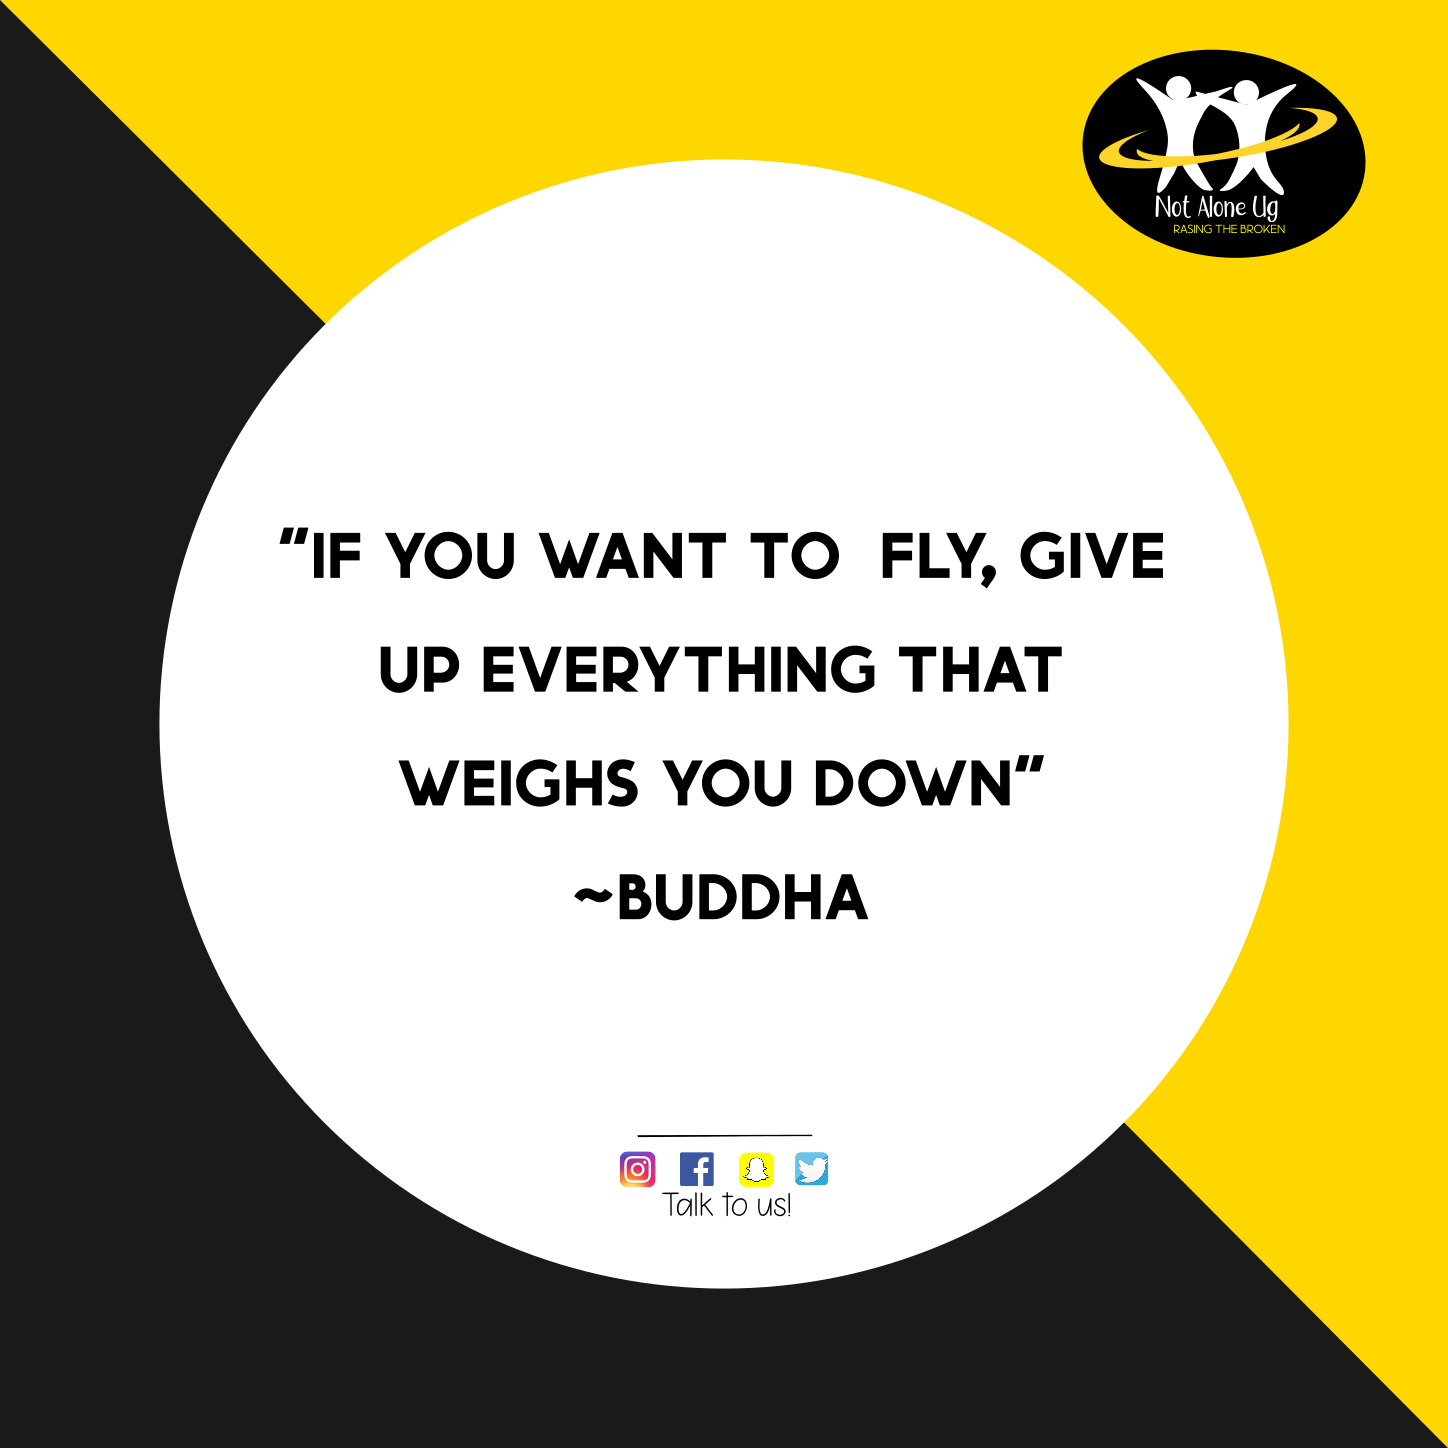 Not Alone Ug
RASING THE BROKEN
"IF YOU WANT TO FLY, GIVE
UP EVERYTHING THAT
WEIGHS YOU DOWN"
~BUDDHA
Talk to us!